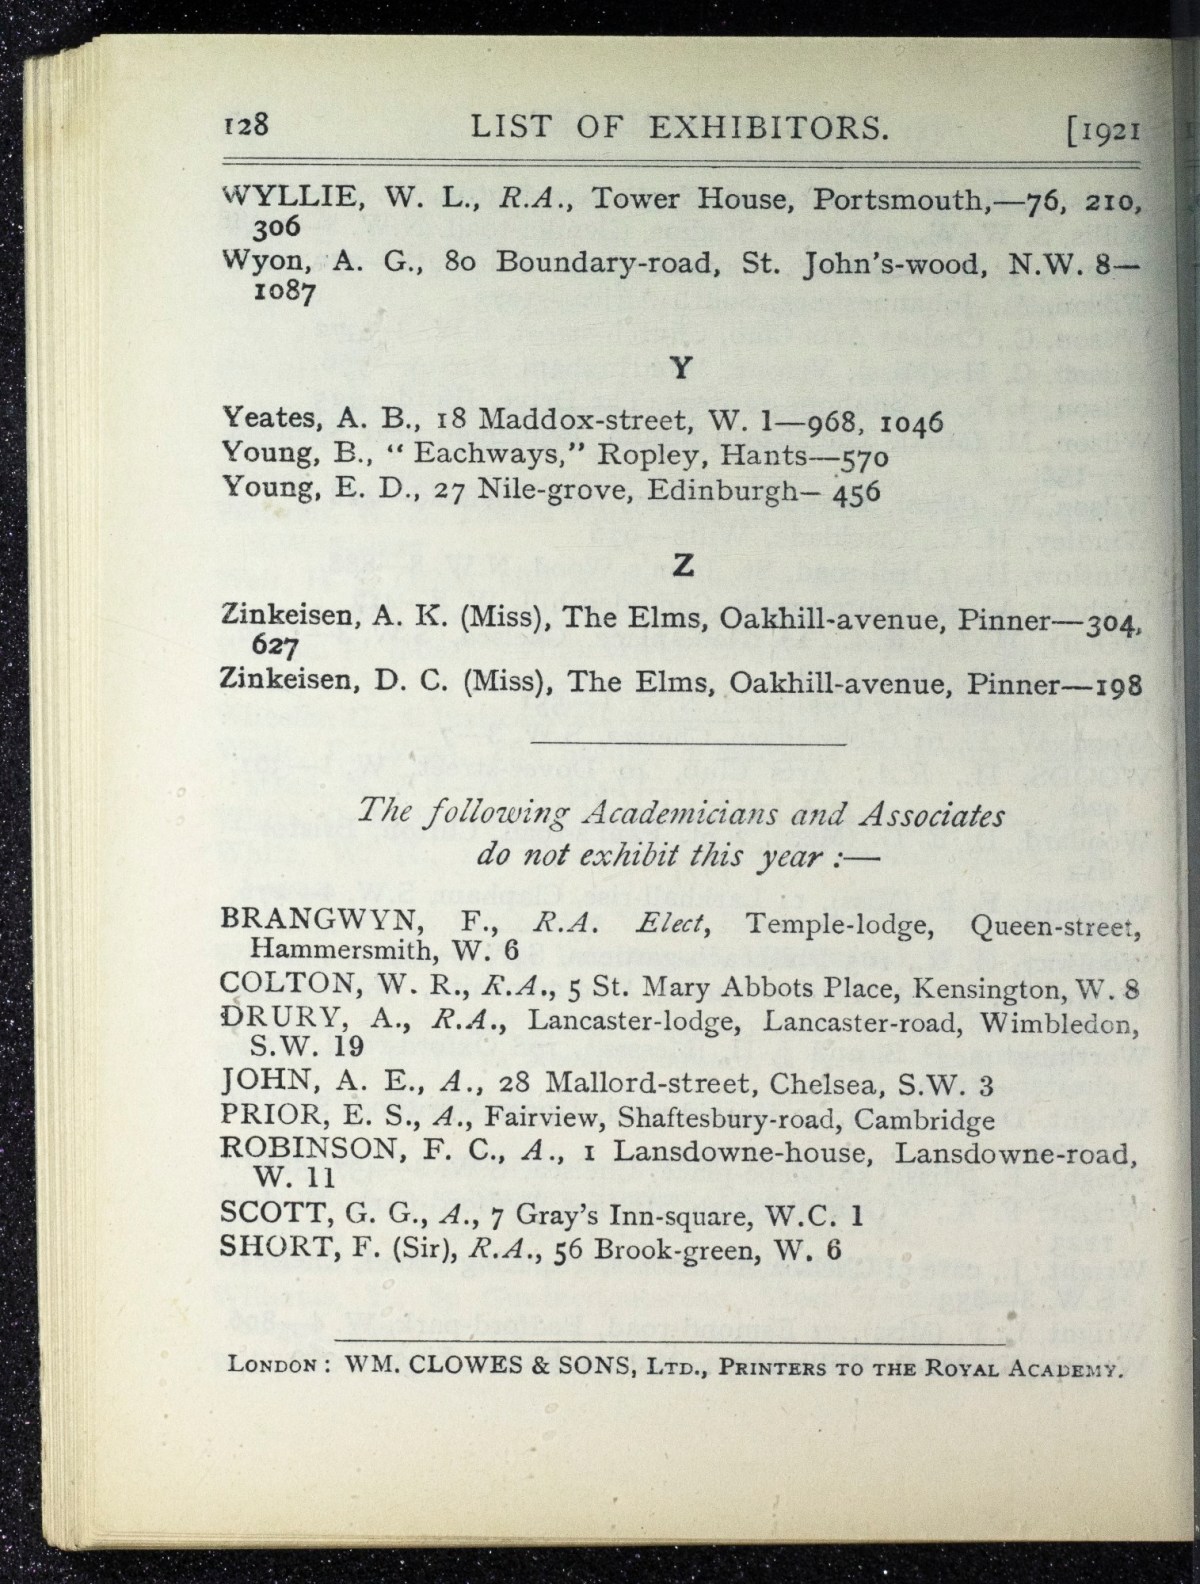 128 LIST OF EXHIBITORS. [1921
WYLLIE, W. L., R.A., Tower House, Portsmouth,—76, 210,
306
Wyon, A. G., 80 Boundary-road, St. John's-wood, N.W. 8—
1087
Y
Yeates, A. B., 18 Maddox-street, W. 1—968, 1046
Young, B., "Eachways," Ropley, Hants—570
Young, E. D., 27 Nile-grove, Edinburgh—456
Z
Zinkeisen, A. K. (Miss), The Elms, Oakhill-avenue, Pinner—304,
627
Zinkeisen, D. C. (Miss), The Elms, Oakhill-avenue, Pinner—198
The following Academicians and Associates
do not exhibit this year :—
BRANGWYN, F., R.A. Elect, Temple-lodge, Queen-street,
Hammersmith, W. 6
COLTON, W. R., R.A., 5 St. Mary Abbots Place, Kensington, W. 8
DRURY, A., R.A., Lancaster-lodge, Lancaster-road, Wimbledon,
S.W. 19
JOHN, A. E., A., 28 Mallord-street, Chelsea, S.W. 3
PRIOR, E. S., A., Fairview, Shaftesbury-road, Cambridge
ROBINSON, F. C., A., 1 Lansdowne-house, Lansdowne-road,
W. 11
SCOTT, G. G., A., 7 Gray's Inn-square, W.C. 1
SHORT, F. (Sir), R.A., 56 Brook-green, W. 6
LONDON: WM. CLOWES & SONS, LTD., PRINTERS TO THE ROYAL ACADEMY.